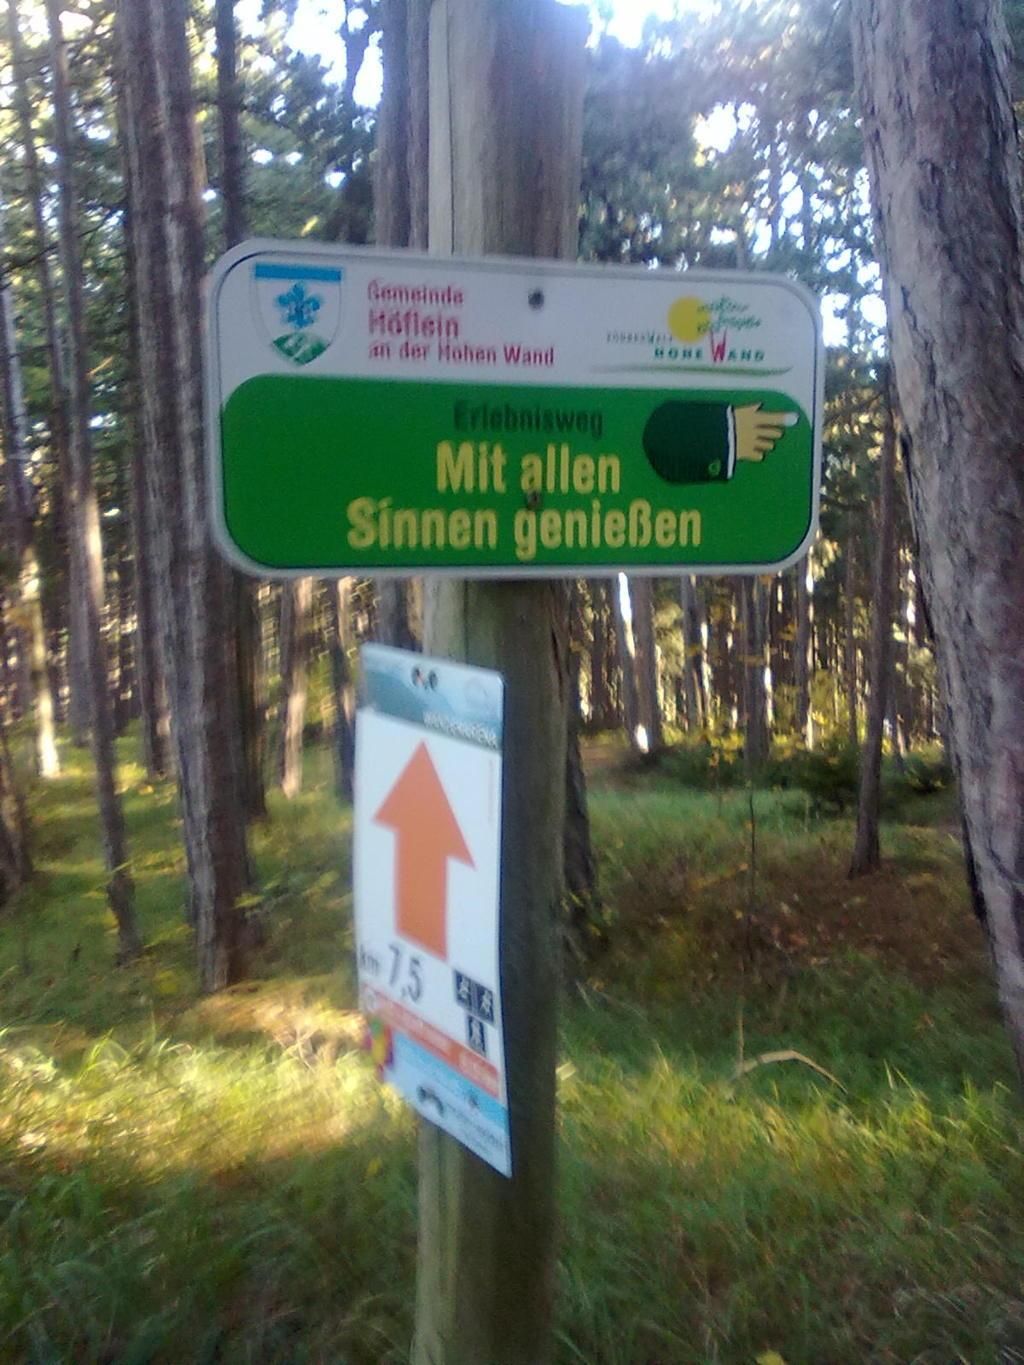 Gemeinde
Höflein
an der Hohen Wand
HOHE WAND
Erlebnisweg
Mit allen
Sinnen genießen
km 7,5